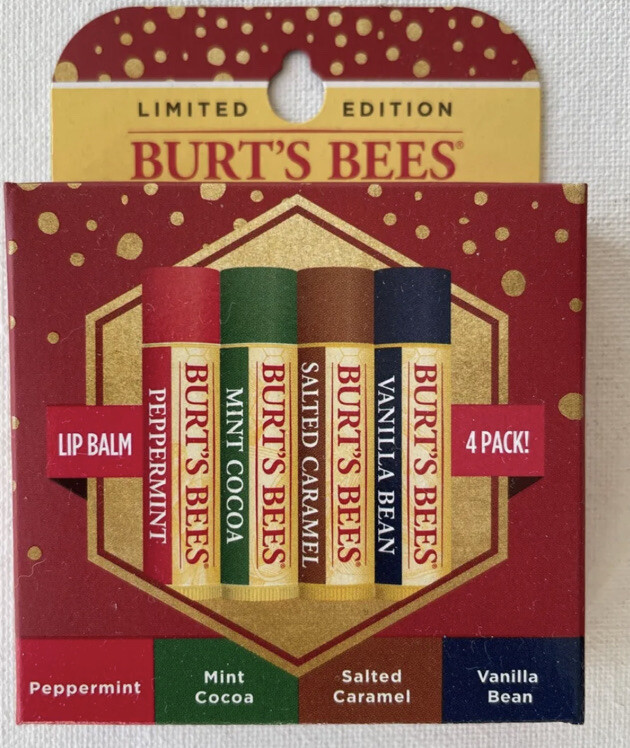 LIMITED EDITION
BURT'S BEES®
LIP BALM
PEPPERMINT
BURT'S BEES®
MINT COCOA
BURT'S BEES®
SALTED CARAMEL
BURT'S BEES®
VANILLA BEAN
BURT'S BEES®
4 PACK!
Peppermint
Mint
Cocoa
Salted
Caramel
Vanilla
Bean